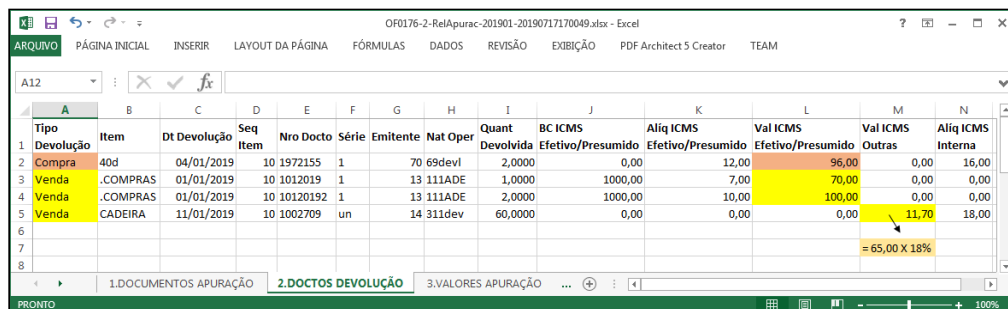 OF0176-2-RelApurac-201901-20190717170049.xlsx - Excel
ARQUIVO PÁGINA INICIAL INSERIR LAYOUT DA PÁGINA FÓRMULAS DADOS REVISÃO EXIBIÇÃO PDF Architect 5 Creator TEAM
A12 fx
A B C D E F G H I J K L M N
1 Tipo Devolução Item Dt Devolução Seq Item Nro Docto Série Emitente Nat Oper Quant Devolvida BC ICMS Efetivo/Presumido Alíq ICMS Efetivo/Presumido Val ICMS Efetivo/Presumido Val ICMS Outras Alíq ICMS Interna
2 Compra 40d 04/01/2019 10 1972155 1 70 69devl 2,0000 0,00 12,00 96,00 0,00 16,00
3 Venda .COMPRAS 01/01/2019 10 1012019 1 13 111ADE 1,0000 1000,00 7,00 70,00 0,00 0,00
4 Venda .COMPRAS 01/01/2019 10 10120192 1 13 111ADE 2,0000 1000,00 10,00 100,00 0,00 0,00
5 Venda CADEIRA 11/01/2019 10 1002709 un 14 311dev 60,0000 0,00 0,00 0,00 11,70 18,00
6
7 = 65,00 X 18%
8
1.DOCUMENTOS APURAÇÃO 2.DOCTOS DEVOLUÇÃO 3.VALORES APURAÇÃO ...
PRONTO 100%